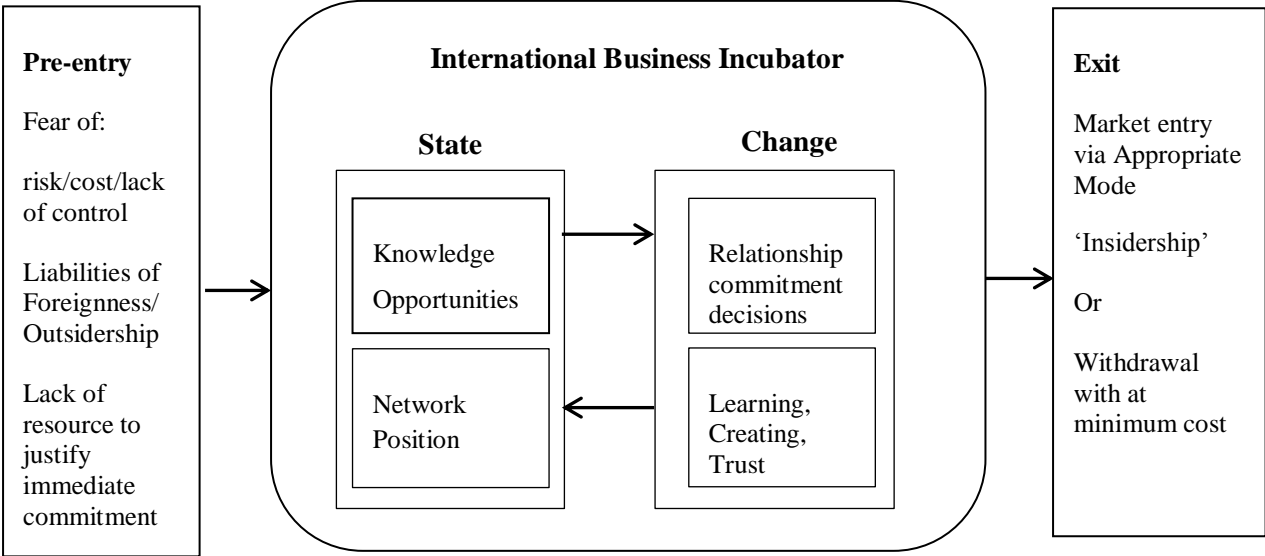 Pre-entry
Fear of:
risk/cost/lack
of control
Liabilities of
Foreignness/
Outsidership
Lack of
resource to
justify
immediate
commitment
International Business Incubator
State
Knowledge
Opportunities
Network
Position
Change
Relationship
commitment
decisions
Learning,
Creating,
Trust
Exit
Market entry
via Appropriate
Mode
‘Insidership’
Or
Withdrawal
with at
minimum cost